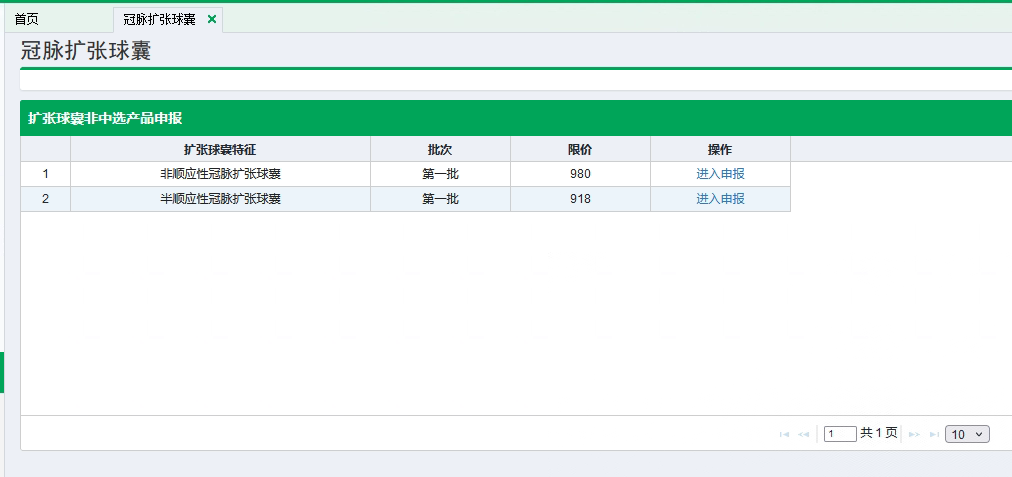 首页 冠脉扩张球囊
冠脉扩张球囊
扩张球囊非中选产品申报
扩张球囊特征 批次 限价 操作
1 非顺应性冠脉扩张球囊 第一批 980 进入申报
2 半顺应性冠脉扩张球囊 第一批 918 进入申报
1 共 1 页 10